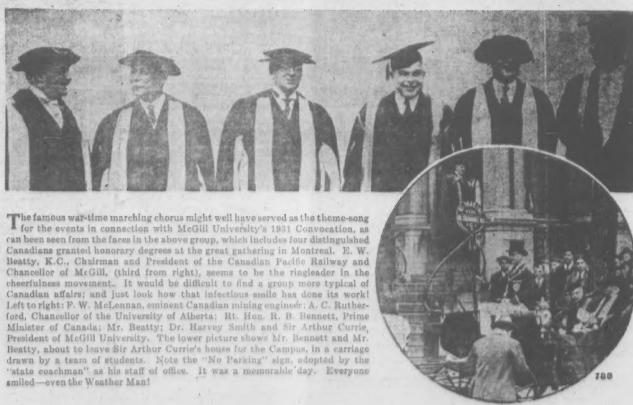 The famous war-time marching chorus might well have served as the theme-song
for the events in connection with McGill University's 1931 Convocation, as
can been seen from the faces in the above group, which includes four distinguished
Canadians granted honorary degrees at the great gathering in Montreal. E. W.
Beatty, K.C., Chairman and President of the Canadian Pacific Railway and
Chancellor of McGill, (third from right), seems to be the ringleader in the
cheerfulness movement. It would be difficult to find a group more typical of
Canadian affairs; and just look how that infectious smile has done its work!
Left to right: F. W. McLennan, eminent Canadian mining engineer; A. C. Ruther-
ford, Chancellor of the University of Alberta; Rt. Hon. R. B. Bennett, Prime
Minister of Canada; Mr. Beatty; Dr. Harvey Smith and Sir Arthur Currie,
President of McGill University. The lower picture shows Mr. Bennett and Mr.
Beatty, about to leave Sir Arthur Currie's house for the Campus, in a carriage
drawn by a team of students. Note the "No Parking" sign, adopted by the
"state coachman" as his staff of office. It was a memorable day. Everyone
smiled—even the Weather Man!
788